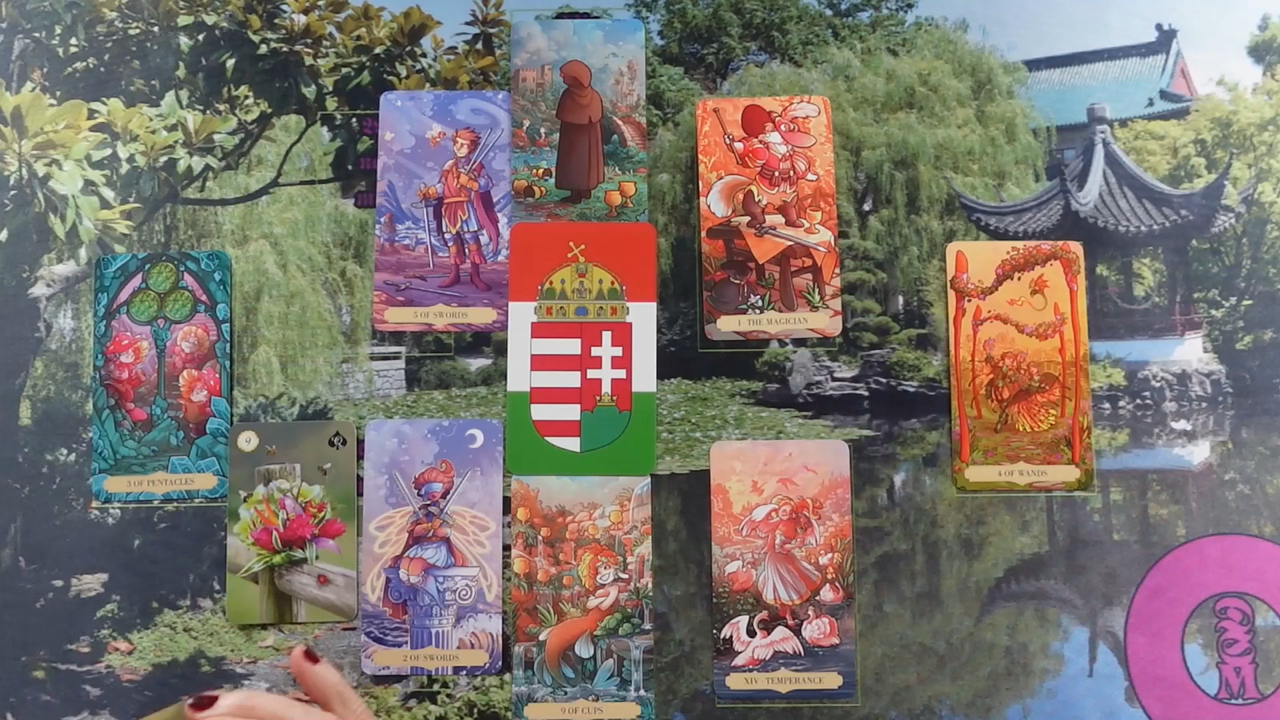 5 OF SWORDS
I · THE MAGICIAN
3 OF PENTACLES
4 OF WANDS
9
2 OF SWORDS
XIV · TEMPERANCE
9 OF CUPS